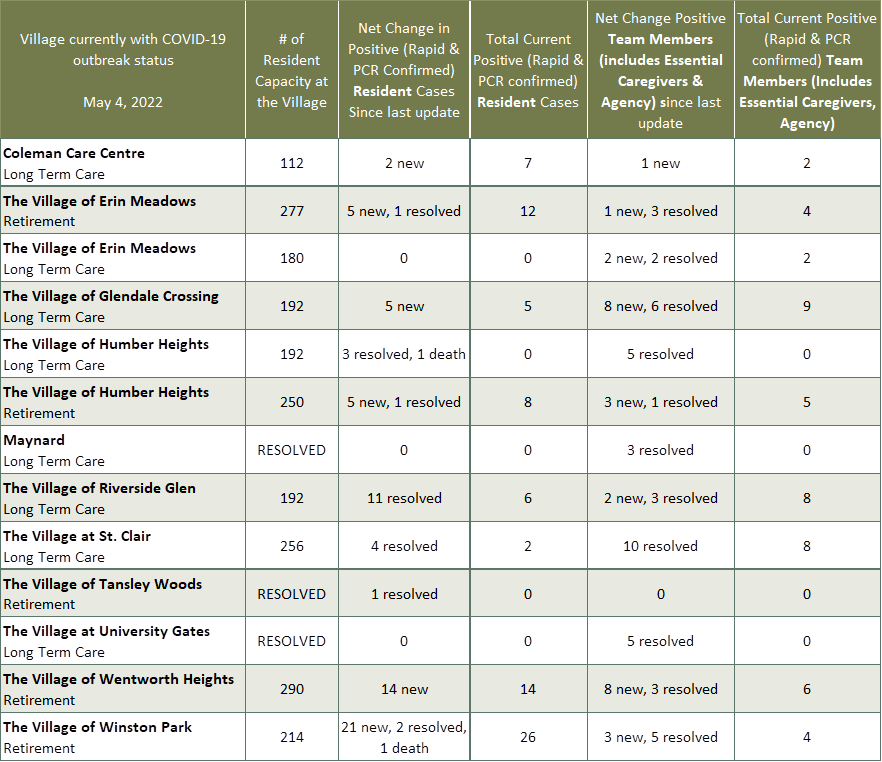 Village currently with COVID-19
outbreak status
May 4, 2022
# of
Resident
Capacity at
the Village
Net Change in
Positive (Rapid &
PCR Confirmed)
Resident Cases
Since last update
Total Current
Positive (Rapid &
PCR confirmed)
Resident Cases
Net Change Positive
Team Members
(includes Essential
Caregivers &
Agency) since last
update
Total Current Positive
(Rapid & PCR
confirmed) Team
Members (Includes
Essential Caregivers,
Agency)
Coleman Care Centre
Long Term Care
112
2 new
7
1 new
2
The Village of Erin Meadows
Retirement
277
5 new, 1 resolved
12
1 new, 3 resolved
4
The Village of Erin Meadows
Long Term Care
180
0
0
2 new, 2 resolved
2
The Village of Glendale Crossing
Long Term Care
192
5 new
5
8 new, 6 resolved
9
The Village of Humber Heights
Long Term Care
192
3 resolved, 1 death
0
5 resolved
0
The Village of Humber Heights
Retirement
250
5 new, 1 resolved
8
3 new, 1 resolved
5
Maynard
Long Term Care
RESOLVED
0
0
3 resolved
0
The Village of Riverside Glen
Long Term Care
192
11 resolved
6
2 new, 3 resolved
8
The Village at St. Clair
Long Term Care
256
4 resolved
2
10 resolved
8
The Village of Tansley Woods
Retirement
RESOLVED
1 resolved
0
0
0
The Village at University Gates
Long Term Care
RESOLVED
0
0
5 resolved
0
The Village of Wentworth Heights
Retirement
290
14 new
14
8 new, 3 resolved
6
The Village of Winston Park
Retirement
214
21 new, 2 resolved,
1 death
26
3 new, 5 resolved
4